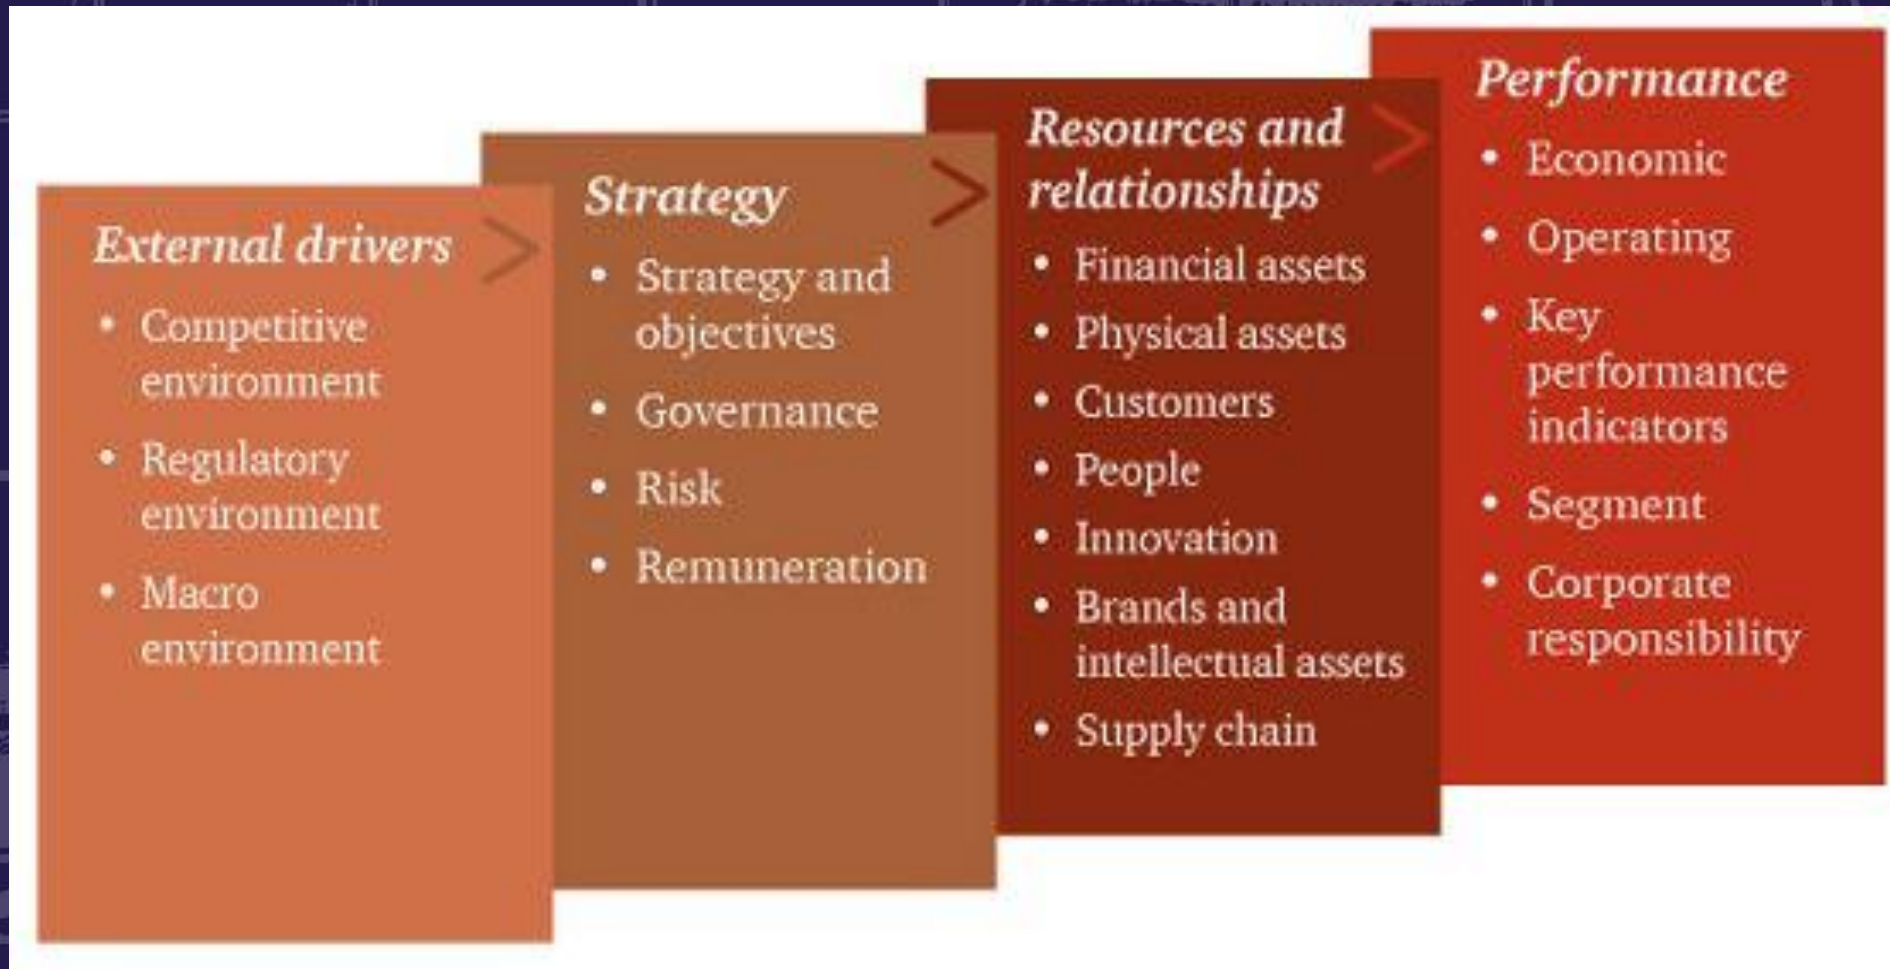 External drivers
• Competitive
environment
• Regulatory
environment
• Macro
environment
Strategy
• Strategy and
objectives
• Governance
• Risk
• Remuneration
Resources and
relationships
• Financial assets
• Physical assets
• Customers
• People
• Innovation
• Brands and
intellectual assets
• Supply chain
Performance
• Economic
• Operating
• Key
performance
indicators
• Segment
• Corporate
responsibility